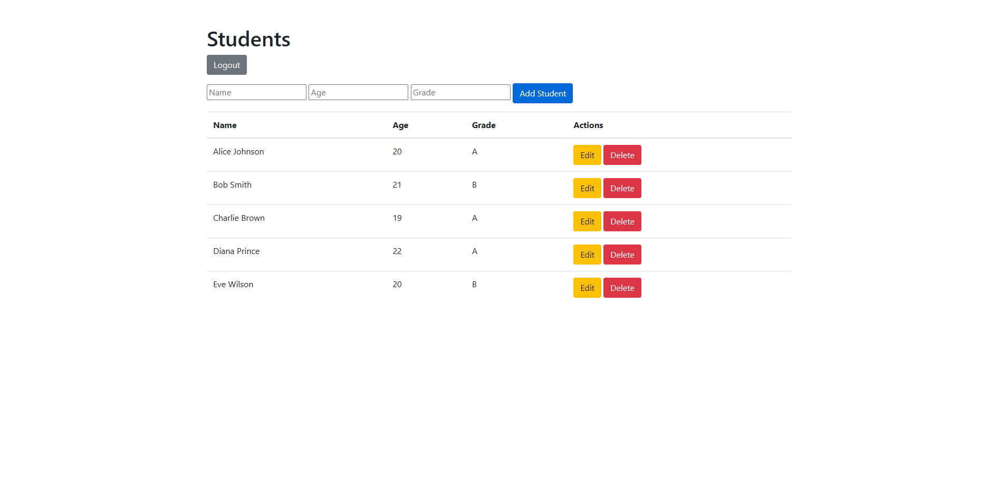 Students
Logout
Name Age Grade Add Student
Name Age Grade Actions
Alice Johnson 20 A Edit Delete
Bob Smith 21 B Edit Delete
Charlie Brown 19 A Edit Delete
Diana Prince 22 A Edit Delete
Eve Wilson 20 B Edit Delete